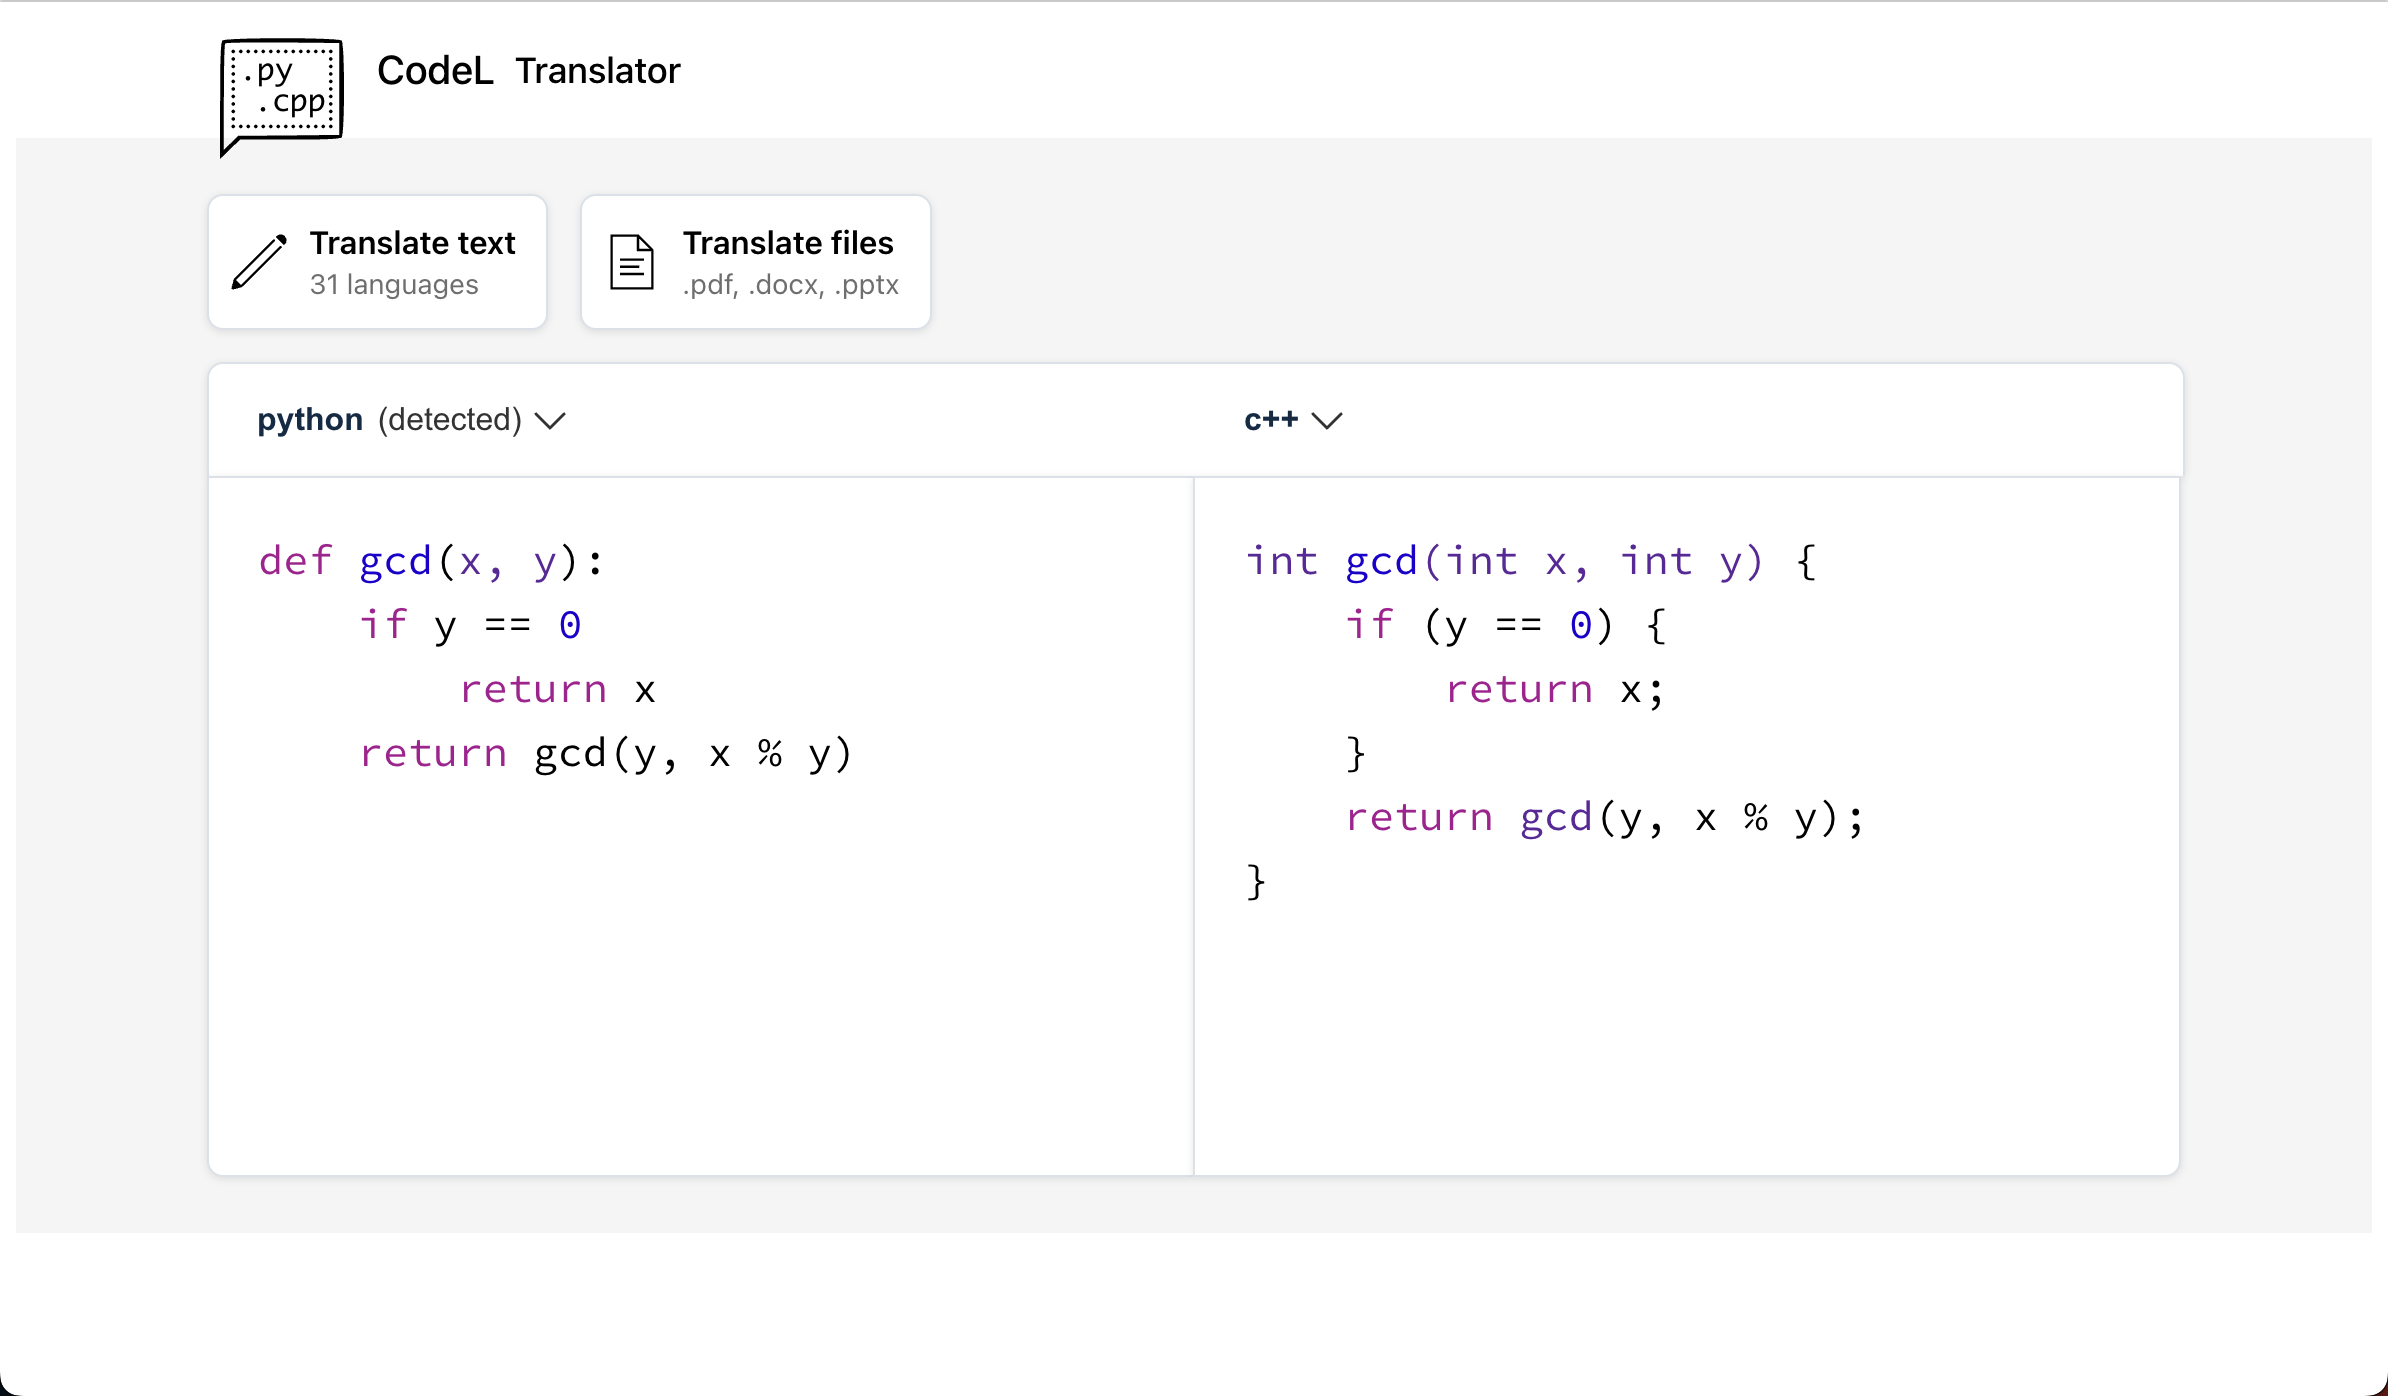 .py
.cpp
CodeL Translator
Translate text
31 languages
Translate files
.pdf, .docx, .pptx
python (detected)
c++
def gcd(x, y):
    if y == 0
        return x
    return gcd(y, x % y)
int gcd(int x, int y) {
    if (y == 0) {
        return x;
    }
    return gcd(y, x % y);
}